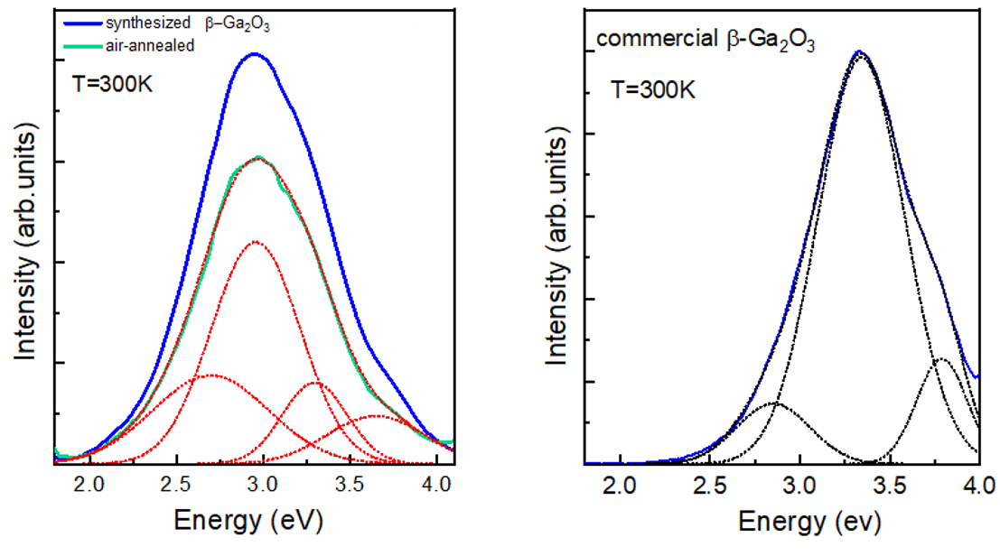 synthesized β–Ga₂O₃
air-annealed
T=300K
Intensity (arb.units)
2.0 2.5 3.0 3.5 4.0
Energy (eV)
commercial β-Ga₂O₃
T=300K
Intensity (arb.units)
2.0 2.5 3.0 3.5 4.0
Energy (ev)